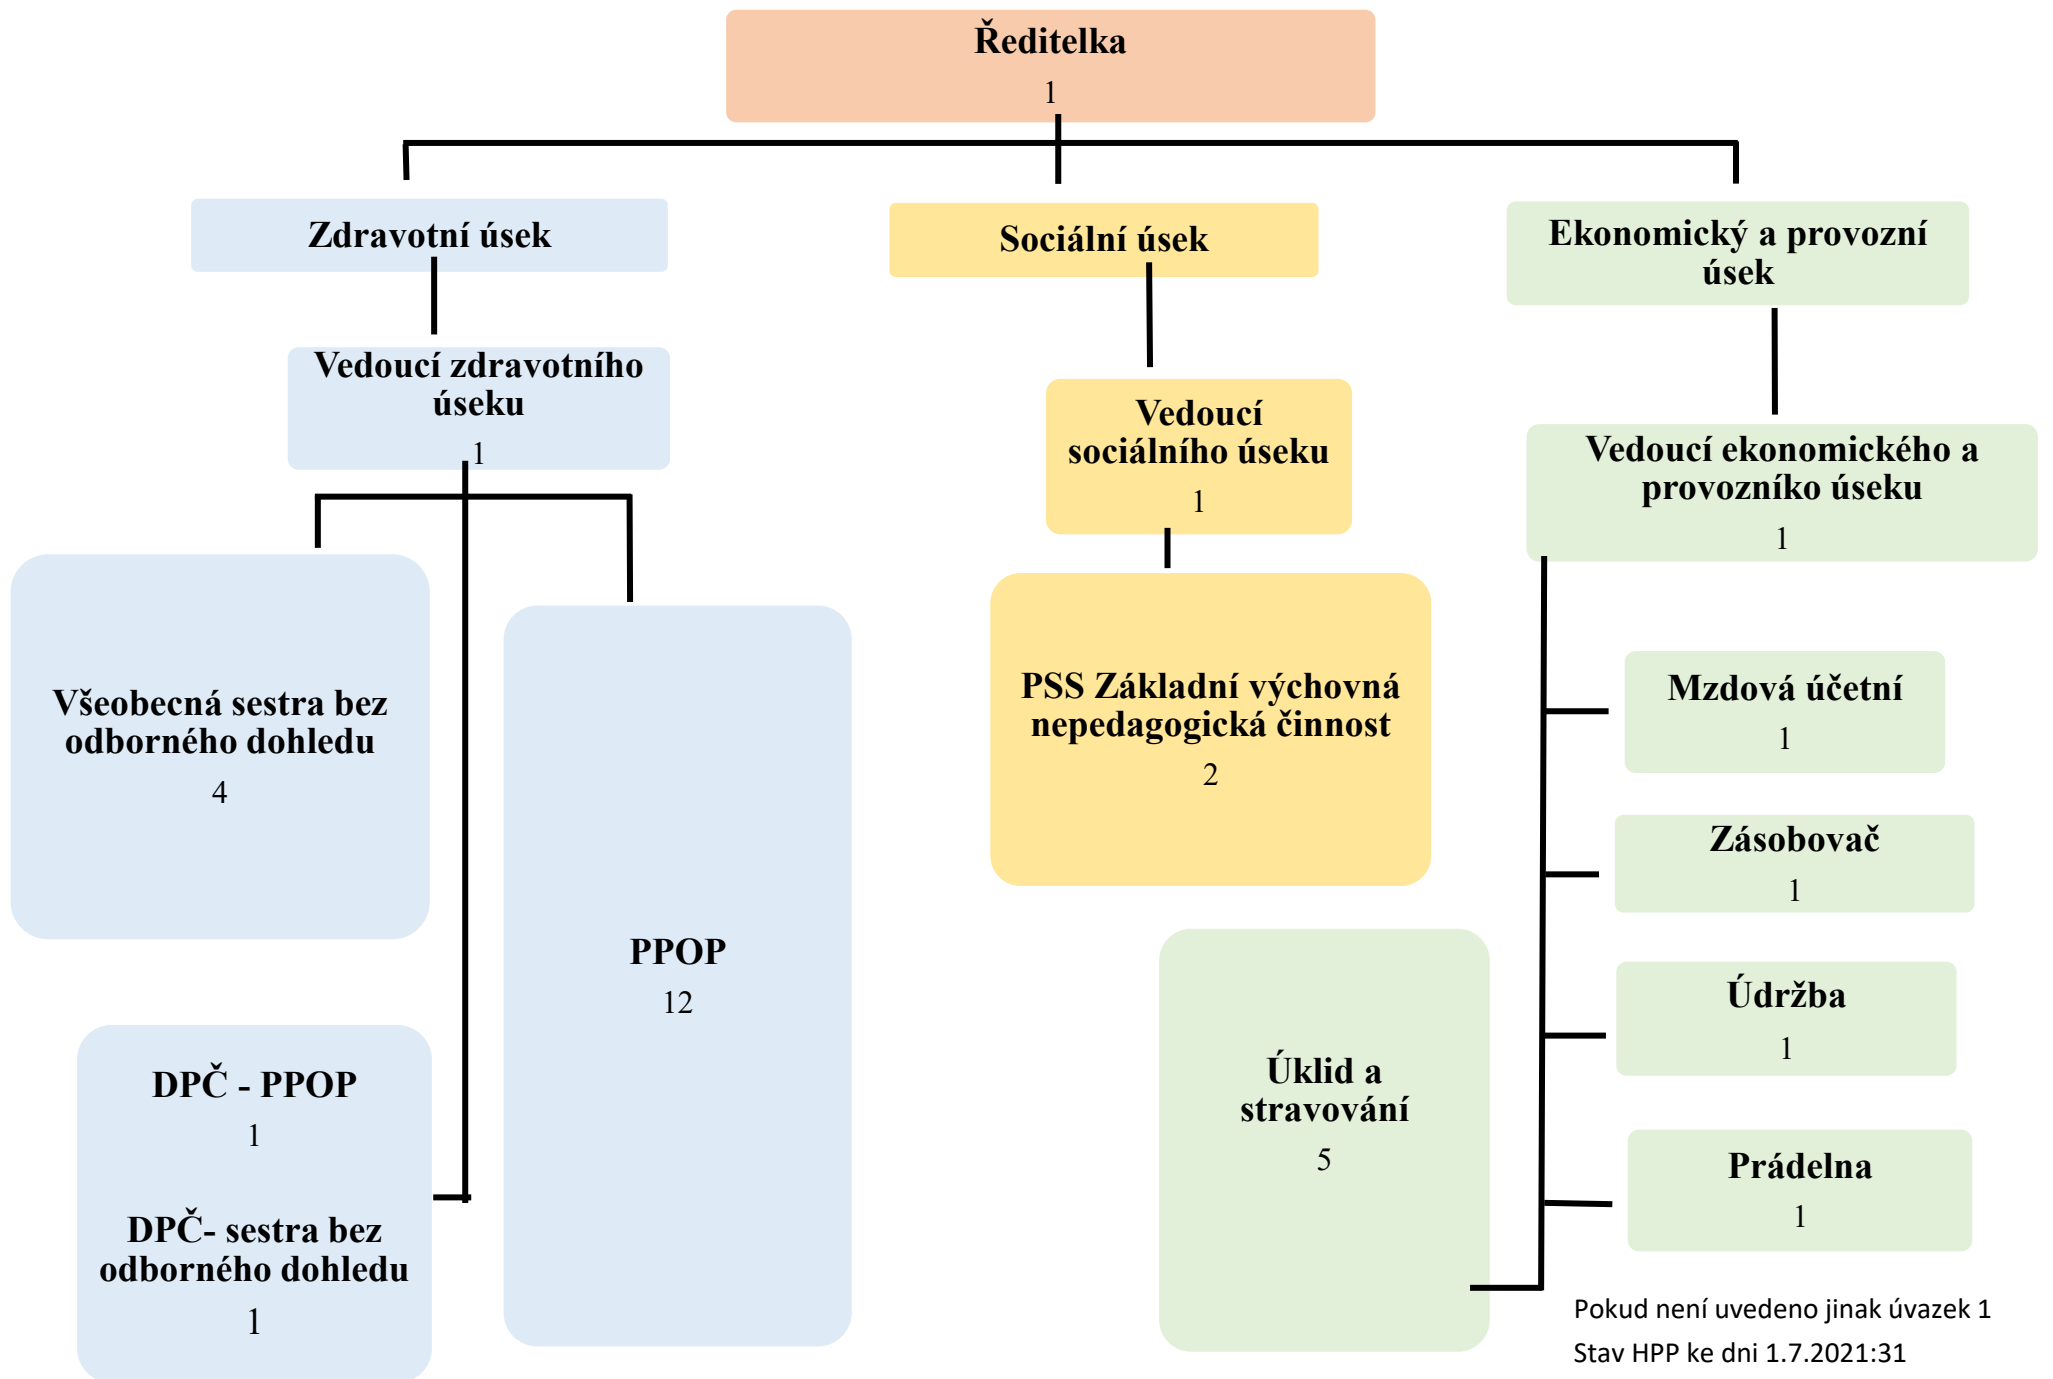 Ředitelka
1
Zdravotní úsek
Vedoucí zdravotního
úseku
1
Všeobecná sestra bez
odborného dohledu
4
PPOP
12
DPČ - PPOP
1
DPČ- sestra bez
odborného dohledu
1
Sociální úsek
Vedoucí
sociálního úseku
1
PSS Základní výchovná
nepedagogická činnost
2
Ekonomický a provozní
úsek
Vedoucí ekonomického a
provozníko úseku
1
Mzdová účetní
1
Zásobovač
1
Údržba
1
Prádelna
1
Úklid a
stravování
5
Pokud není uvedeno jinak úvazek 1
Stav HPP ke dni 1.7.2021:31